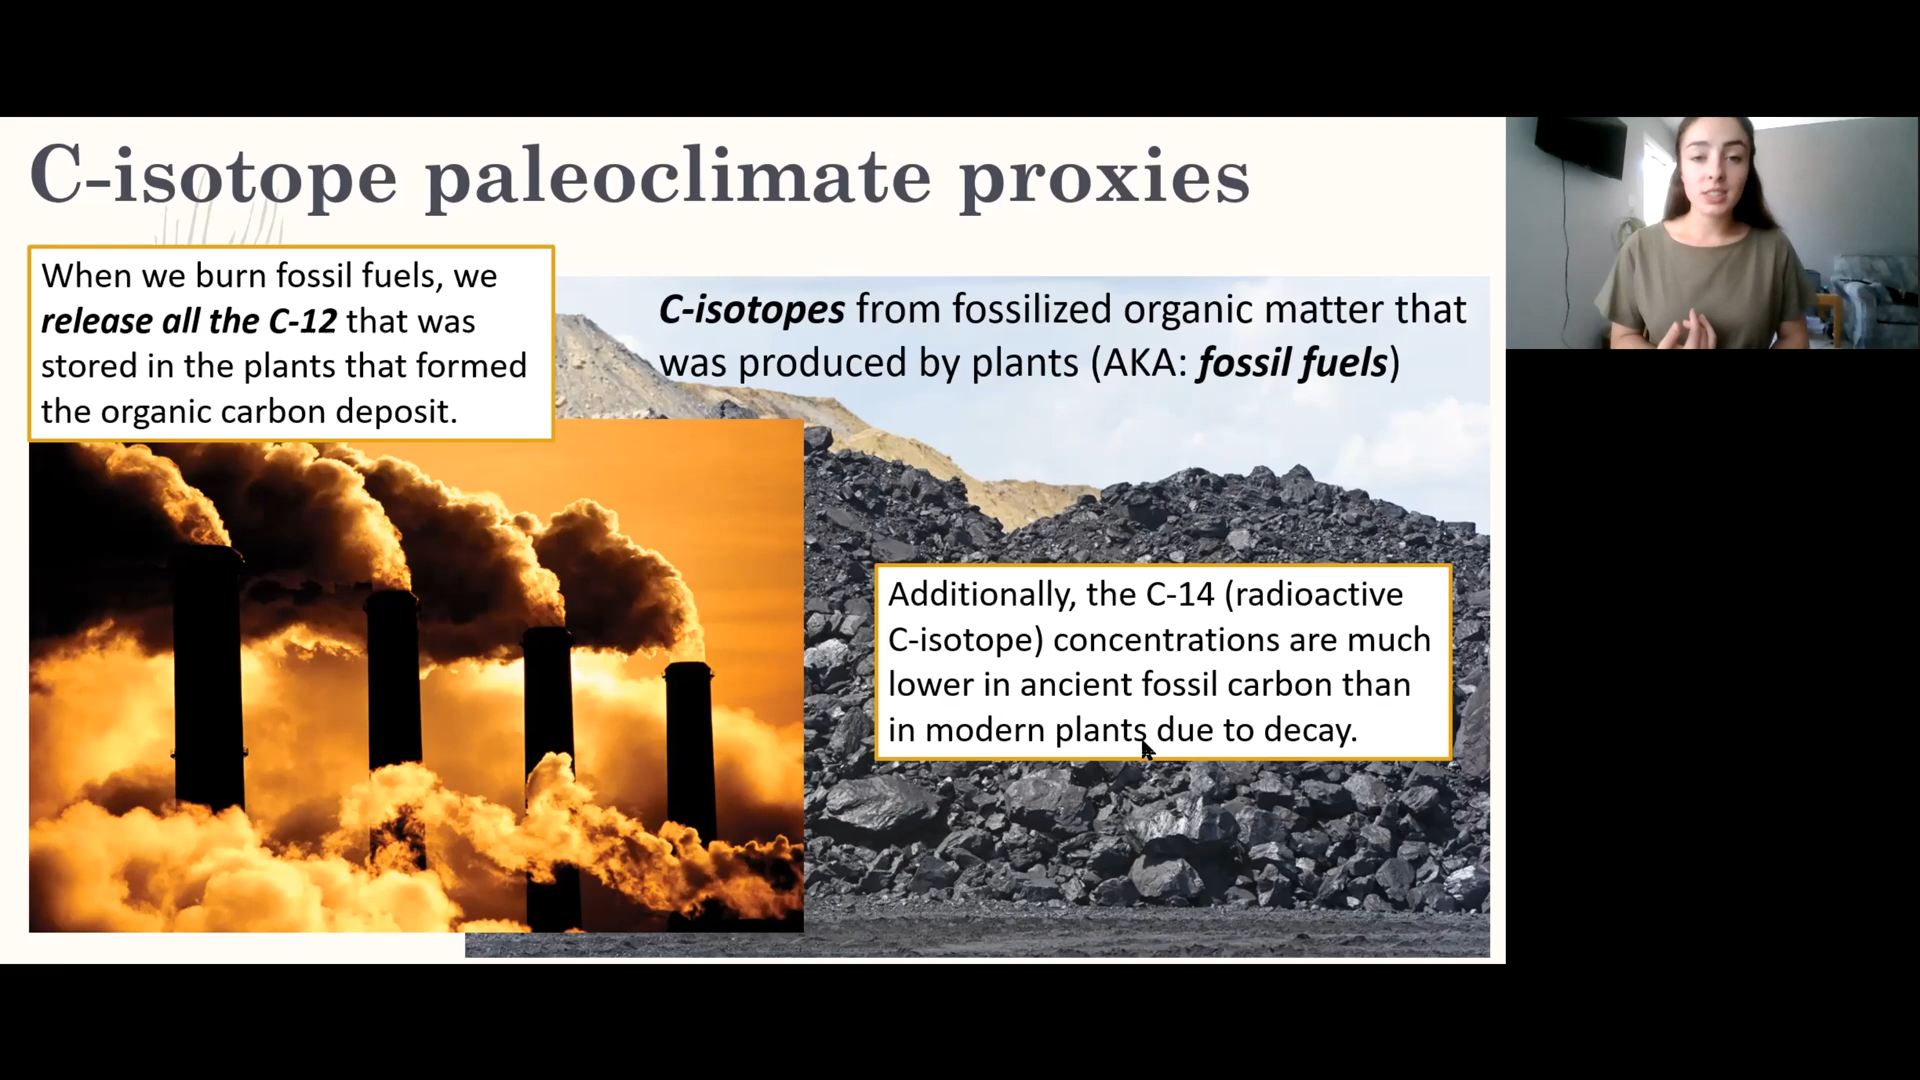 C-isotope paleoclimate proxies
When we burn fossil fuels, we
release all the C-12 that was
stored in the plants that formed
the organic carbon deposit.
C-isotopes from fossilized organic matter that
was produced by plants (AKA: fossil fuels)
Additionally, the C-14 (radioactive
C-isotope) concentrations are much
lower in ancient fossil carbon than
in modern plants due to decay.